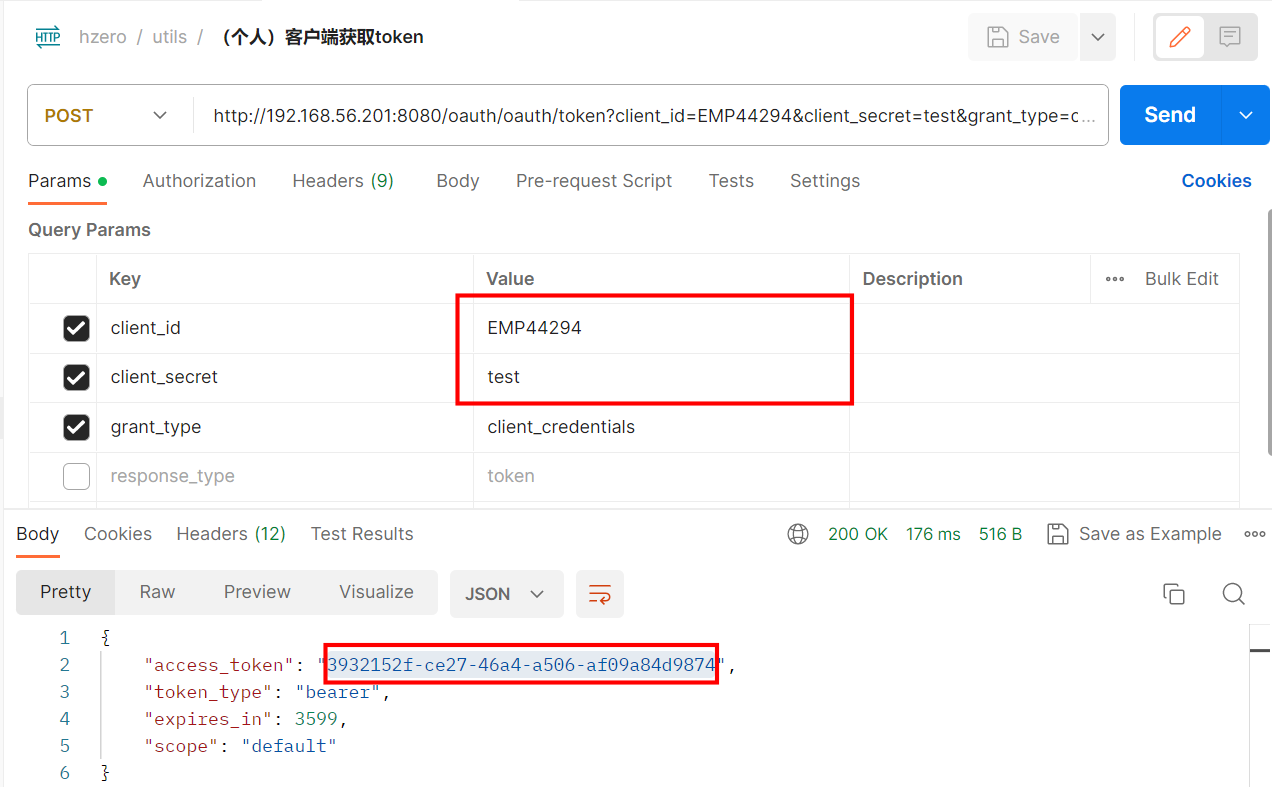 HTTP hzero / utils / （个人）客户端获取token Save
POST http://192.168.56.201:8080/oauth/oauth/token?client_id=EMP44294&client_secret=test&grant_type=c... Send
Params Authorization Headers (9) Body Pre-request Script Tests Settings Cookies
Query Params
Key Value Description Bulk Edit
client_id EMP44294
client_secret test
grant_type client_credentials
response_type token
Body Cookies Headers (12) Test Results 200 OK 176 ms 516 B Save as Example
Pretty Raw Preview Visualize JSON
1 {
2 "access_token": "3932152f-ce27-46a4-a506-af09a84d9874",
3 "token_type": "bearer",
4 "expires_in": 3599,
5 "scope": "default"
6 }